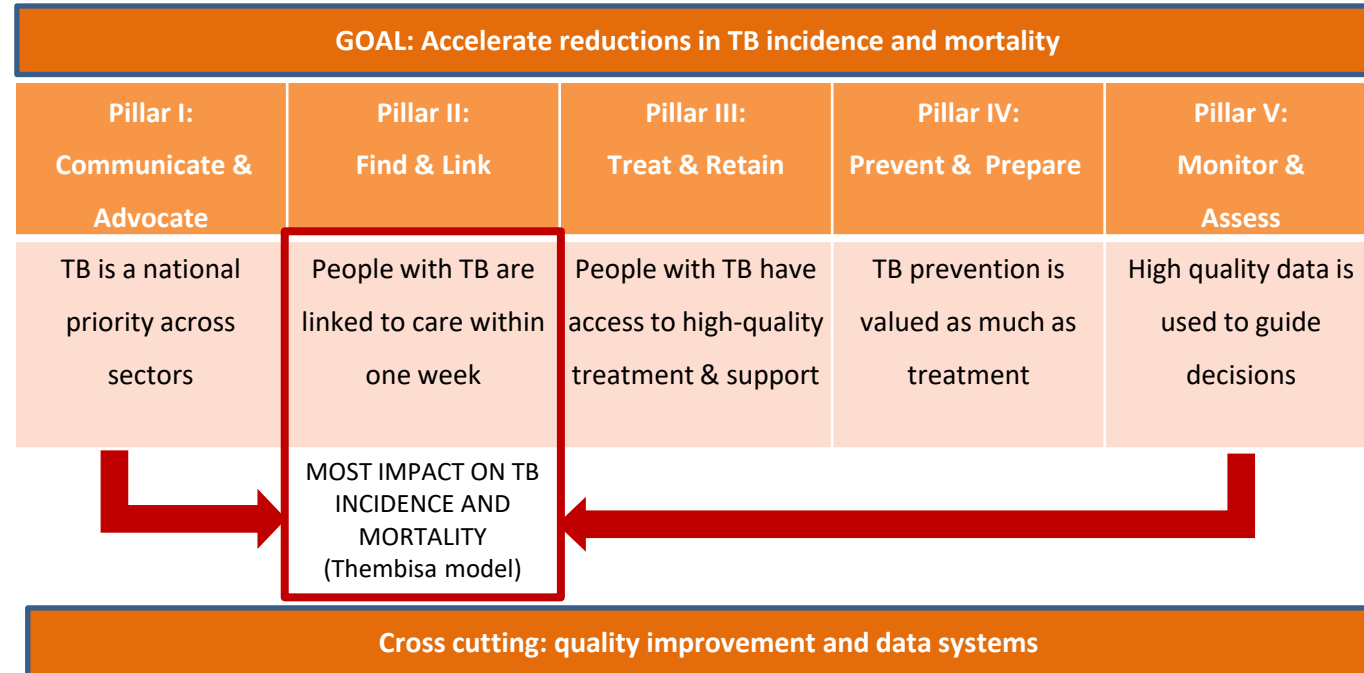 GOAL: Accelerate reductions in TB incidence and mortality
Pillar I:
Communicate &
Advocate
Pillar II:
Find & Link
Pillar III:
Treat & Retain
Pillar IV:
Prevent & Prepare
Pillar V:
Monitor &
Assess
TB is a national
priority across
sectors
People with TB are
linked to care within
one week
People with TB have
access to high-quality
treatment & support
TB prevention is
valued as much as
treatment
High quality data is
used to guide
decisions
MOST IMPACT ON TB
INCIDENCE AND
MORTALITY
(Thembisa model)
Cross cutting: quality improvement and data systems